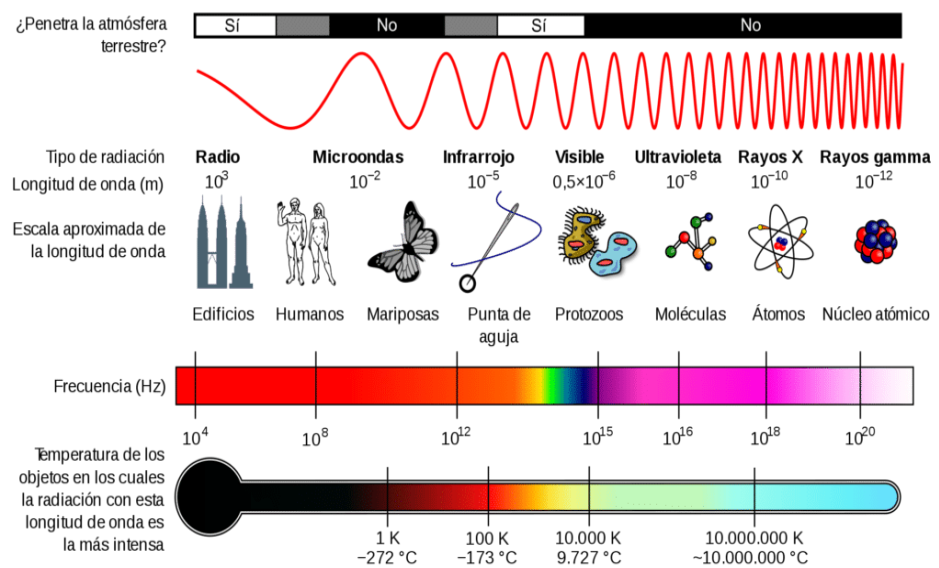 ¿Penetra la atmósfera
terrestre?
Sí No Sí No
Tipo de radiación Radio Microondas Infrarrojo Visible Ultravioleta Rayos X Rayos gamma
Longitud de onda (m) 10³ 10⁻² 10⁻⁵ 0,5×10⁻⁶ 10⁻⁸ 10⁻¹⁰ 10⁻¹²
Escala aproximada de
la longitud de onda
Edificios Humanos Mariposas Punta de
aguja Protozoos Moléculas Átomos Núcleo atómico
Frecuencia (Hz)
10⁴ 10⁸ 10¹² 10¹⁵ 10¹⁶ 10¹⁸ 10²⁰
Temperatura de los
objetos en los cuales
la radiación con esta
longitud de onda es
la más intensa
1 K 100 K 10.000 K 10.000.000 K
−272 °C −173 °C 9.727 °C ~10.000.000 °C